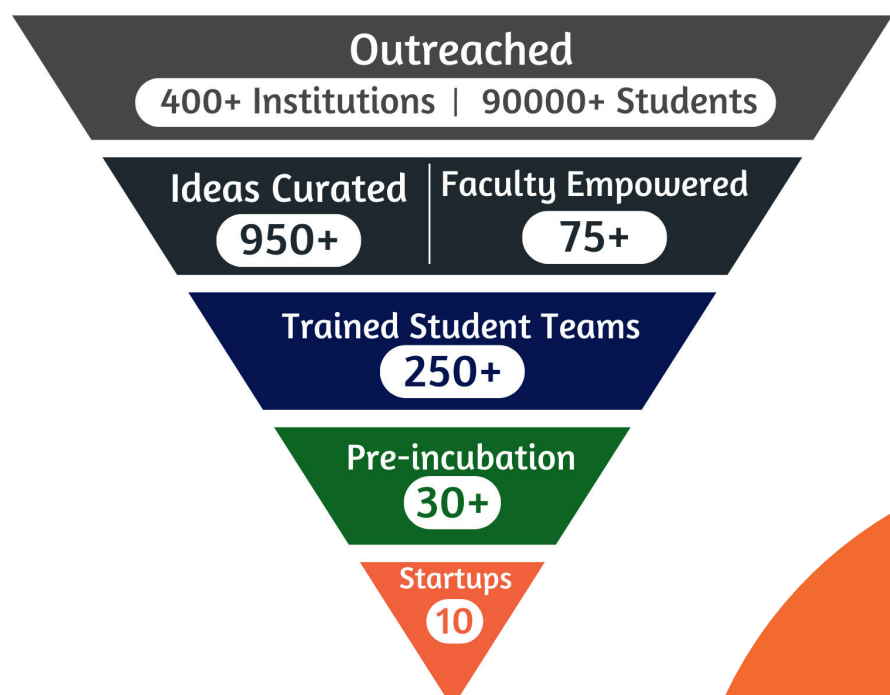 Outreached
400+ Institutions | 90000+ Students
Ideas Curated | Faculty Empowered
950+ 75+
Trained Student Teams
250+
Pre-incubation
30+
Startups
10